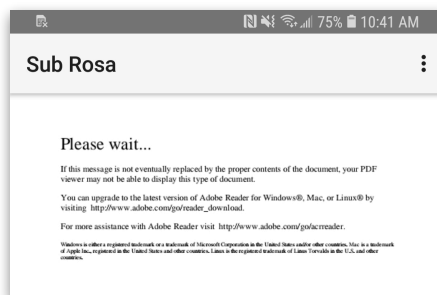 75% 10:41 AM
Sub Rosa
Please wait...
If this message is not eventually replaced by the proper contents of the document, your PDF
viewer may not be able to display this type of document.
You can upgrade to the latest version of Adobe Reader for Windows®, Mac, or Linux® by
visiting http://www.adobe.com/go/reader_download.
For more assistance with Adobe Reader visit http://www.adobe.com/go/acrreader.
Windows is either a registered trademark or a trademark of Microsoft Corporation in the United States and/or other countries. Mac is a trademark
of Apple Inc., registered in the United States and other countries. Linux is the registered trademark of Linus Torvalds in the U.S. and other
countries.